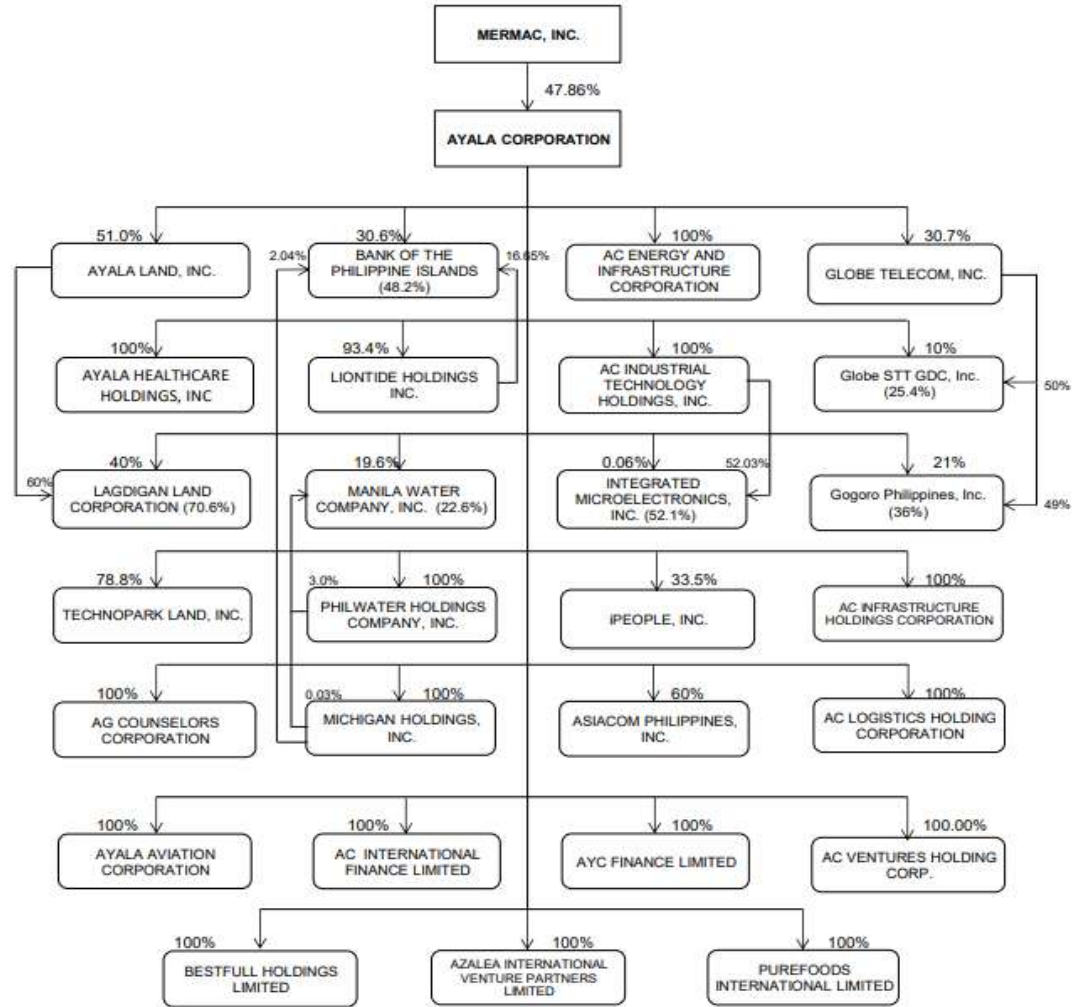 MERMAC, INC.
47.86%
AYALA CORPORATION
51.0%
30.6%
100%
30.7%
2.04%
16.65%
AYALA LAND, INC.
BANK OF THE
PHILIPPINE ISLANDS
(48.2%)
AC ENERGY AND
INFRASTRUCTURE
CORPORATION
GLOBE TELECOM, INC.
100%
93.4%
100%
10%
AYALA HEALTHCARE
HOLDINGS, INC
LIONTIDE HOLDINGS
INC.
AC INDUSTRIAL
TECHNOLOGY
HOLDINGS, INC.
Globe STT GDC, Inc.
(25.4%)
50%
40%
19.6%
0.06%
52.03%
21%
60%
LAGDIGAN LAND
CORPORATION (70.6%)
MANILA WATER
COMPANY, INC. (22.6%)
INTEGRATED
MICROELECTRONICS,
INC. (52.1%)
Gogoro Philippines, Inc.
(36%)
49%
78.8%
3.0%
100%
33.5%
100%
TECHNOPARK LAND, INC.
PHILWATER HOLDINGS
COMPANY, INC.
iPEOPLE, INC.
AC INFRASTRUCTURE
HOLDINGS CORPORATION
100%
0.03%
100%
60%
100%
AG COUNSELORS
CORPORATION
MICHIGAN HOLDINGS,
INC.
ASIACOM PHILIPPINES,
INC.
AC LOGISTICS HOLDING
CORPORATION
100%
100%
100%
100.00%
AYALA AVIATION
CORPORATION
AC INTERNATIONAL
FINANCE LIMITED
AYC FINANCE LIMITED
AC VENTURES HOLDING
CORP.
100%
100%
100%
BESTFULL HOLDINGS
LIMITED
AZALEA INTERNATIONAL
VENTURE PARTNERS
LIMITED
PUREFOODS
INTERNATIONAL LIMITED